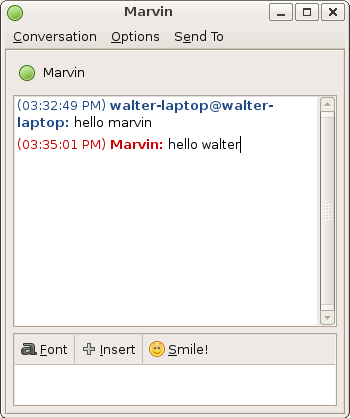 Marvin
Conversation Options Send To
Marvin
(03:32:49 PM) walter-laptop@walter-
laptop: hello marvin
(03:35:01 PM) Marvin: hello walter
Font Insert Smile!